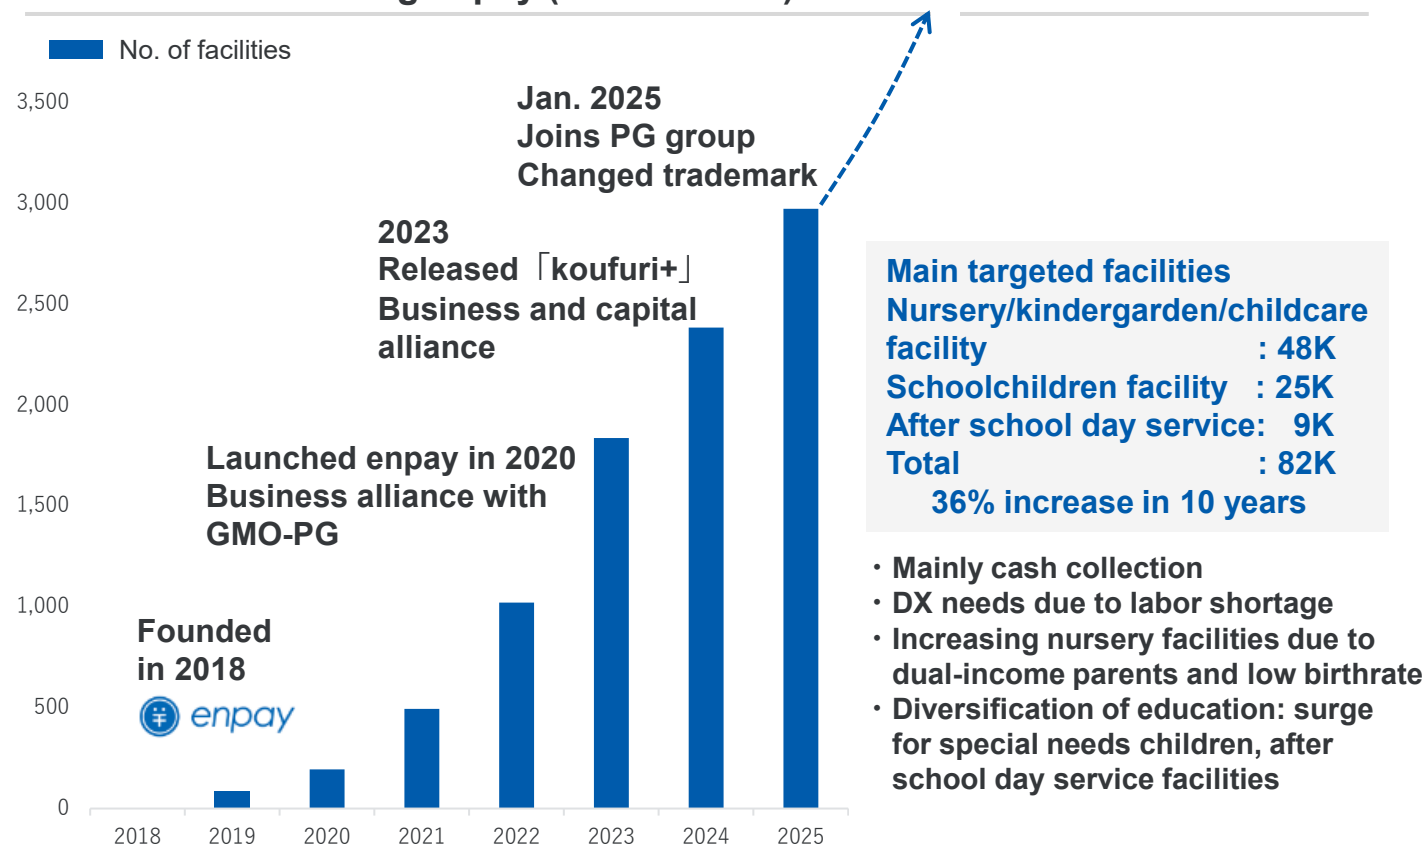 No. of facilities
3,500
3,000
2,500
2,000
1,500
1,000
500
0
2018
2019
2020
2021
2022
2023
2024
2025
Founded
in 2018
enpay
Launched enpay in 2020
Business alliance with
GMO-PG
2023
Released「koufuri+」
Business and capital
alliance
Jan. 2025
Joins PG group
Changed trademark
Main targeted facilities
Nursery/kindergarden/childcare
facility : 48K
Schoolchildren facility : 25K
After school day service: 9K
Total : 82K
36% increase in 10 years
・Mainly cash collection
・DX needs due to labor shortage
・Increasing nursery facilities due to
dual-income parents and low birthrate
・Diversification of education: surge
for special needs children, after
school day service facilities